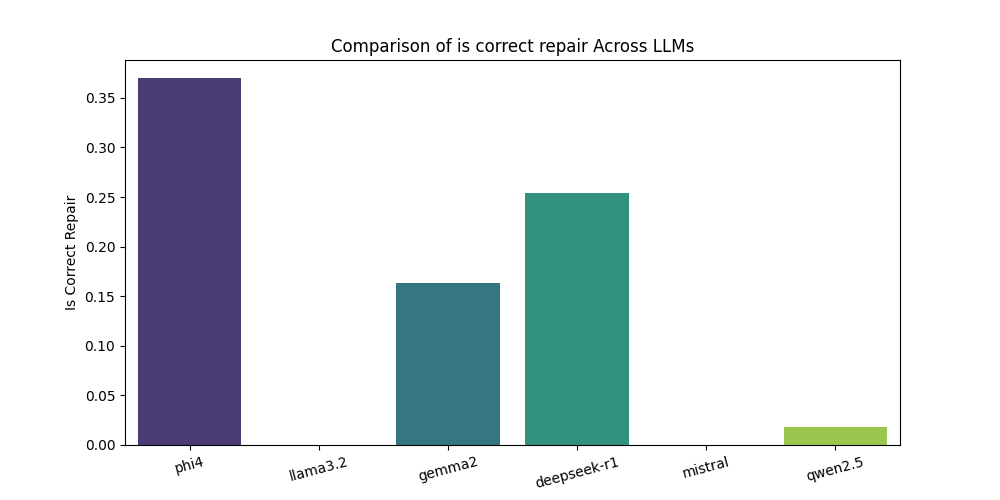 Comparison of is correct repair Across LLMs
Is Correct Repair
0.35
0.30
0.25
0.20
0.15
0.10
0.05
0.00
phi4
llama3.2
gemma2
deepseek-r1
mistral
qwen2.5